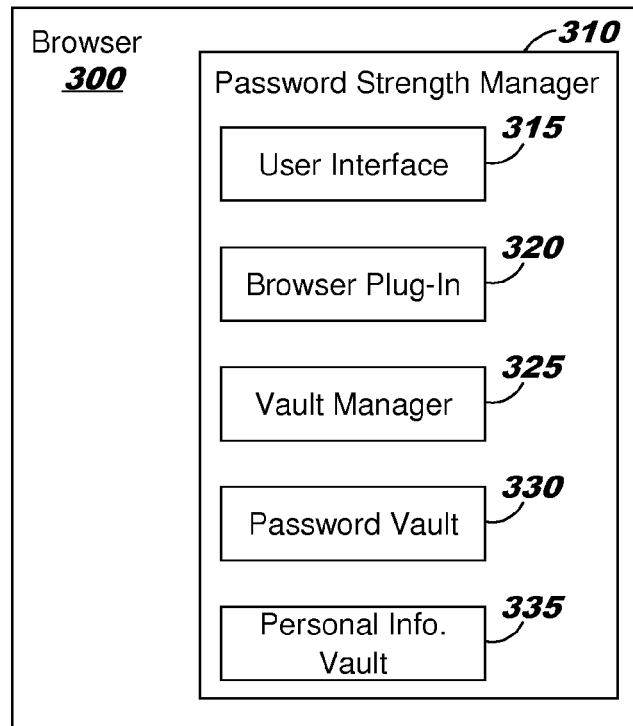 Browser
300
310
Password Strength Manager
315
User Interface
320
Browser Plug-In
325
Vault Manager
330
Password Vault
335
Personal Info.
Vault